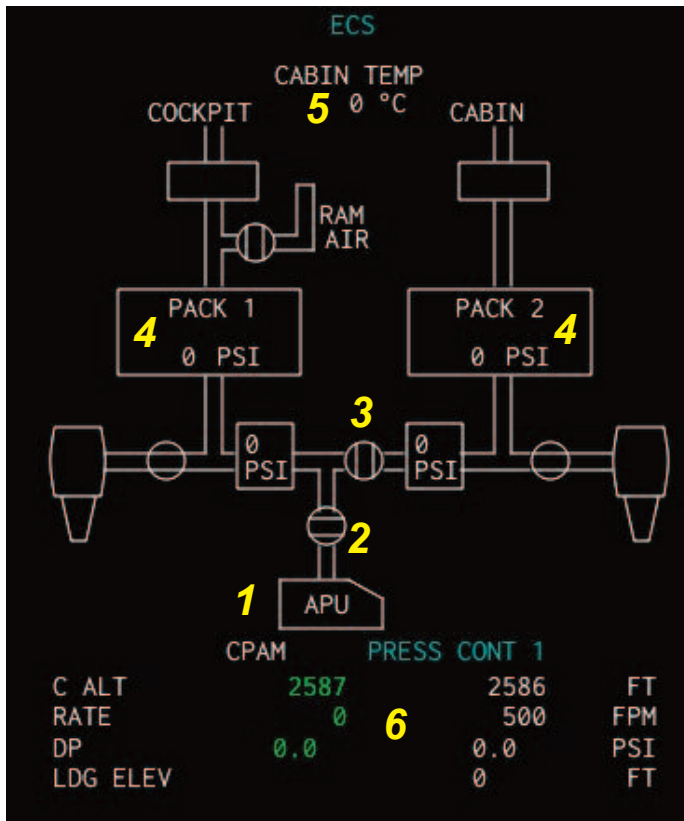 ECS
CABIN TEMP
5 0 °C
COCKPIT
CABIN
RAM
AIR
PACK 1
4
0 PSI
PACK 2
4
0 PSI
3
0
PSI
0
PSI
2
1
APU
CPAM PRESS CONT 1
C ALT 2587 2586 FT
RATE 0 6 500 FPM
DP 0.0 0.0 PSI
LDG ELEV 0 FT